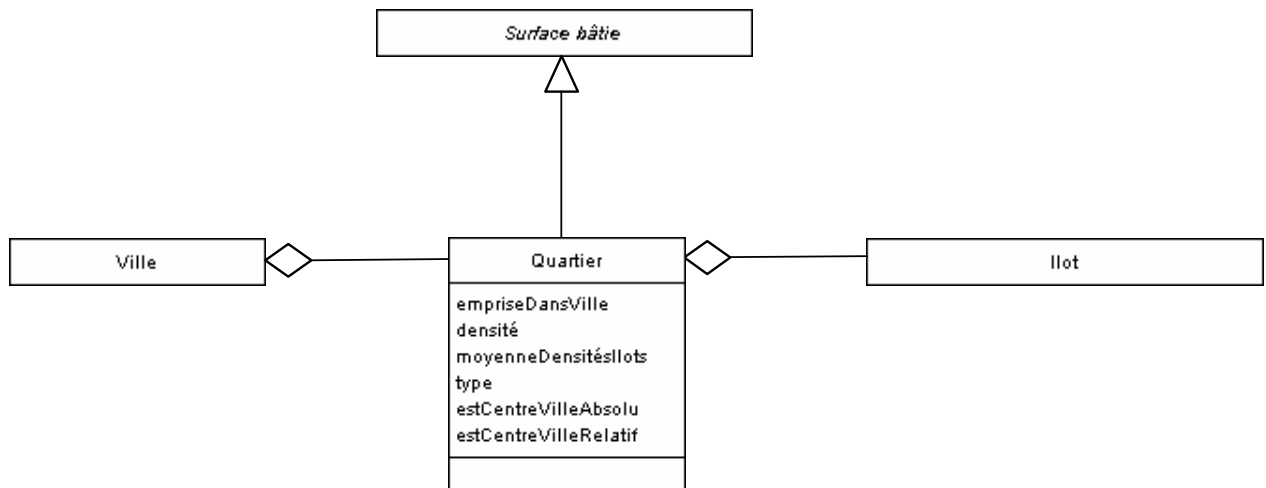 Surface bâtie
Ville
Quartier
Ilot
empriseDansVille
densité
moyenneDensitésIlots
type
estCentreVilleAbsolu
estCentreVilleRelatif